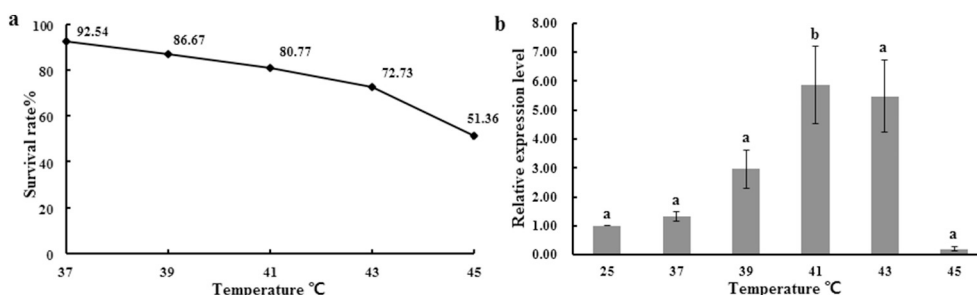 a
100
80
60
40
20
0
Survival rate%
92.54
86.67
80.77
72.73
51.36
37 39 41 43 45
Temperature ℃
b
8.00
7.00
6.00
5.00
4.00
3.00
2.00
1.00
0.00
Relative expression level
a
a
a
b
a
a
25 37 39 41 43 45
Temperature ℃